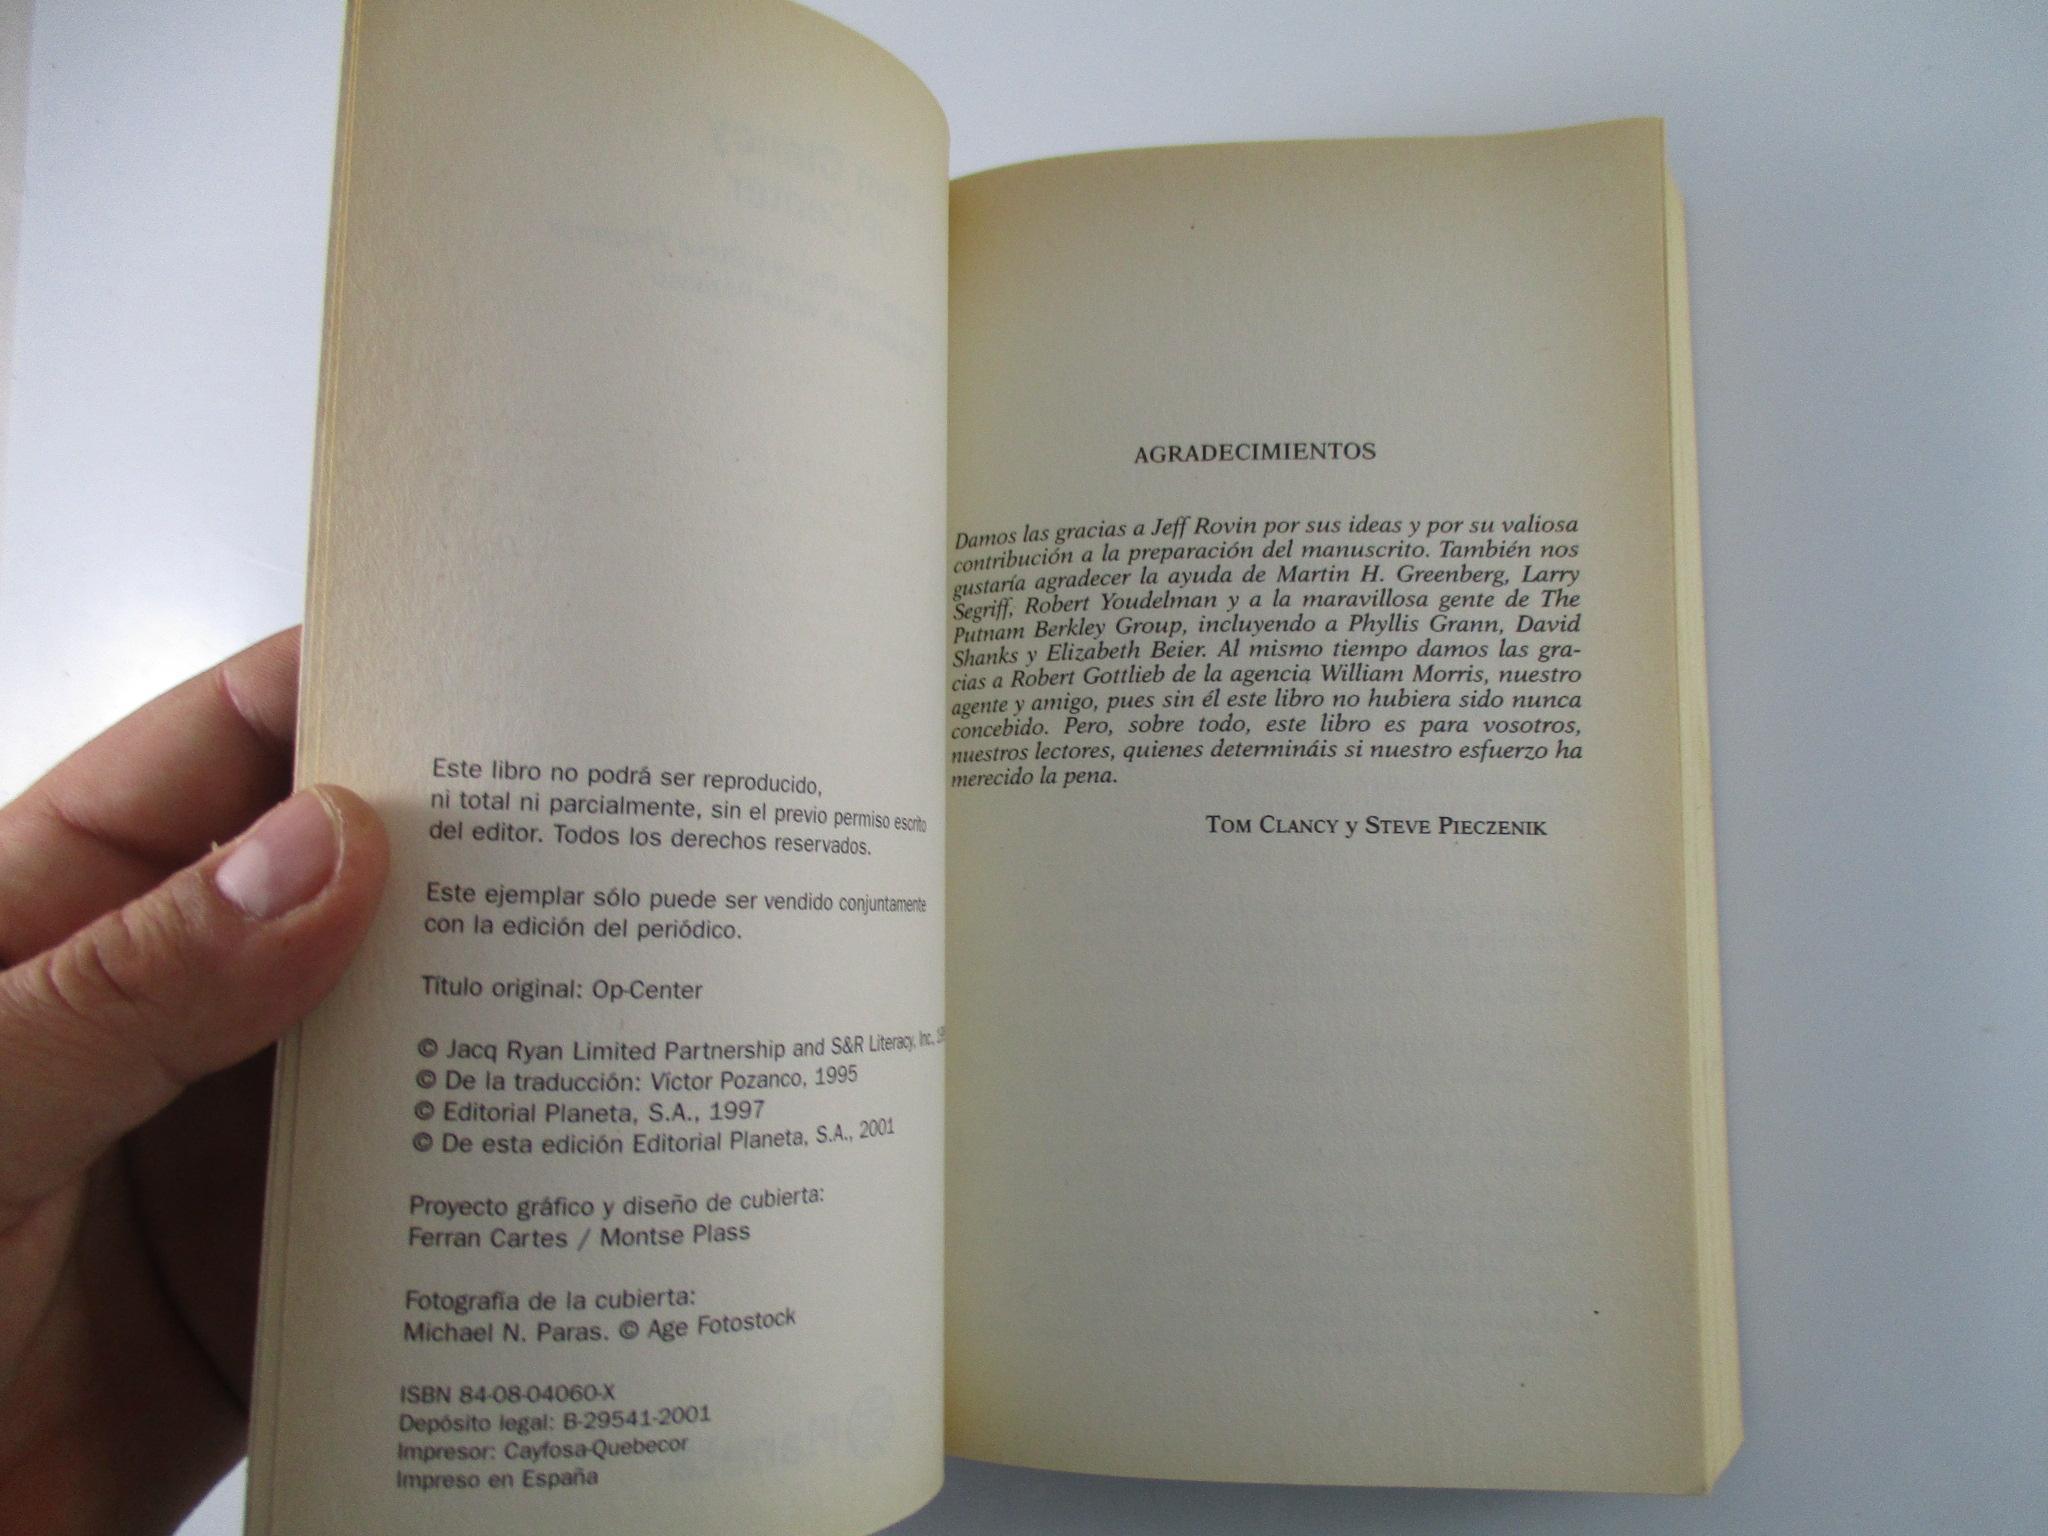 Este libro no podrá ser reproducido,
ni total ni parcialmente, sin el previo permiso escrito
del editor. Todos los derechos reservados.
Este ejemplar sólo puede ser vendido conjuntamente
con la edición del periódico.
Título original: Op-Center
© Jacq Ryan Limited Partnership and S&R Literacy, Inc.,
© De la traducción: Víctor Pozanco, 1995
© Editorial Planeta, S.A., 1997
© De esta edición Editorial Planeta, S.A., 2001
Proyecto gráfico y diseño de cubierta:
Ferran Cartes / Montse Plass
Fotografía de la cubierta:
Michael N. Paras. © Age Fotostock
ISBN 84-08-04060-X
Depósito legal: B-29541-2001
Impresor: Cayfosa-Quebecor
Impreso en España
AGRADECIMIENTOS
Damos las gracias a Jeff Rovin por sus ideas y por su valiosa
contribución a la preparación del manuscrito. También nos
gustaría agradecer la ayuda de Martin H. Greenberg, Larry
Segriff, Robert Youdelman y a la maravillosa gente de The
Putnam Berkley Group, incluyendo a Phyllis Grann, David
Shanks y Elizabeth Beier. Al mismo tiempo damos las gra-
cias a Robert Gottlieb de la agencia William Morris, nuestro
agente y amigo, pues sin él este libro no hubiera sido nunca
concebido. Pero, sobre todo, este libro es para vosotros,
nuestros lectores, quienes determináis si nuestro esfuerzo ha
merecido la pena.
TOM CLANCY y STEVE PIECZENIK